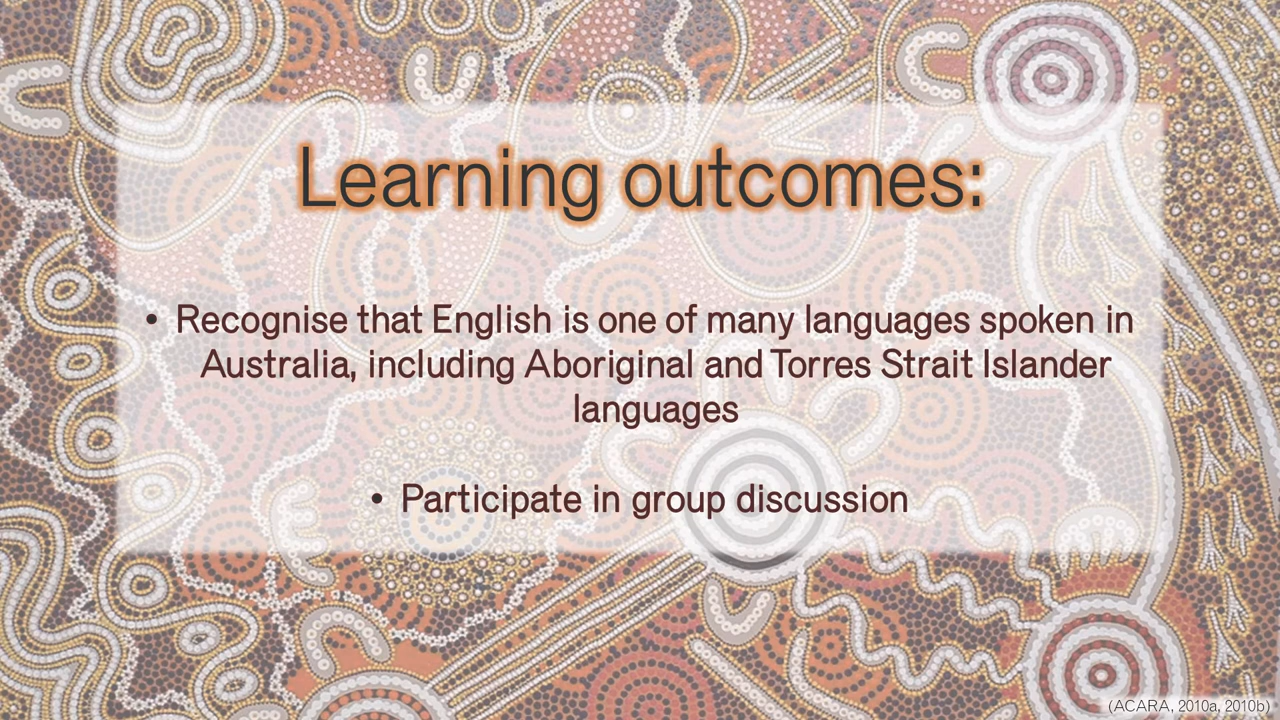 Learning outcomes:
• Recognise that English is one of many languages spoken in
Australia, including Aboriginal and Torres Strait Islander
languages
• Participate in group discussion
(ACARA, 2010a, 2010b)